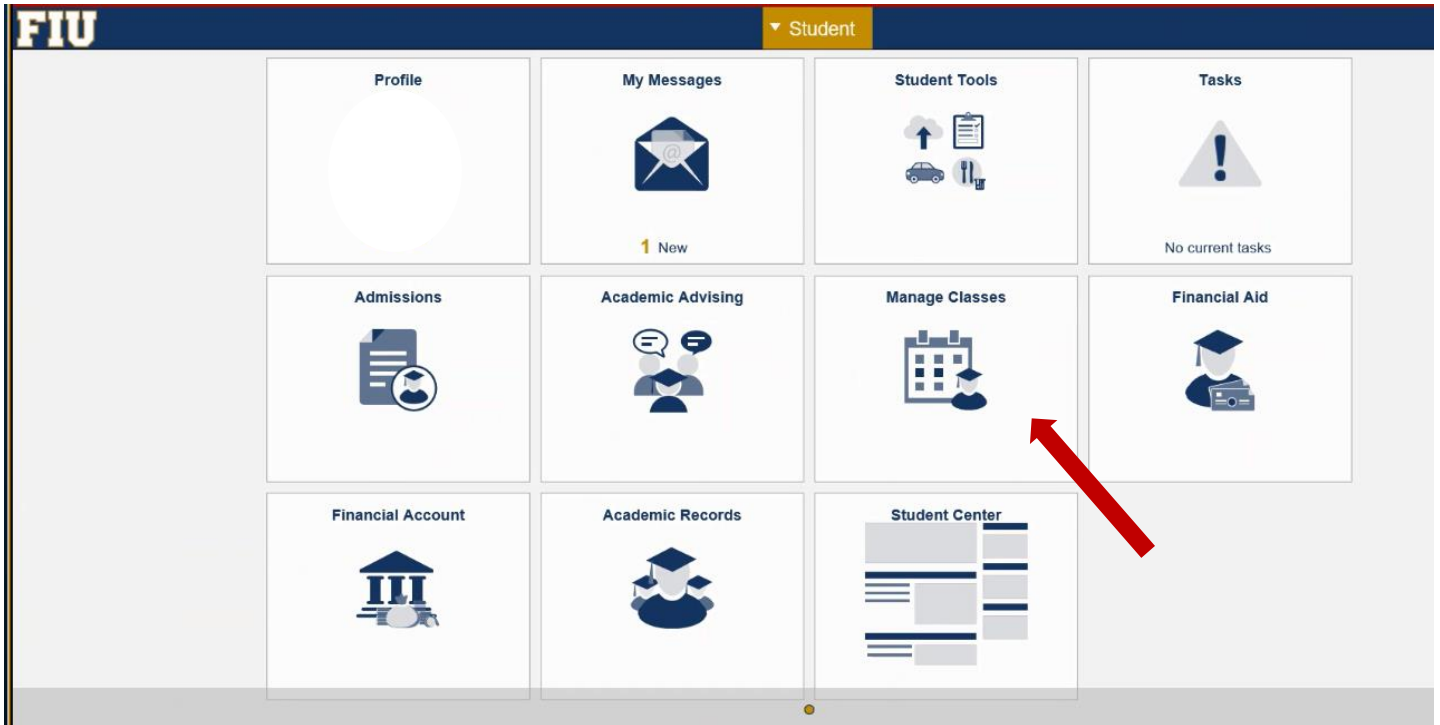 FIU
Student
Profile
My Messages
Student Tools
Tasks
@
1 New
No current tasks
Admissions
Academic Advising
Manage Classes
Financial Aid
Financial Account
Academic Records
Student Center